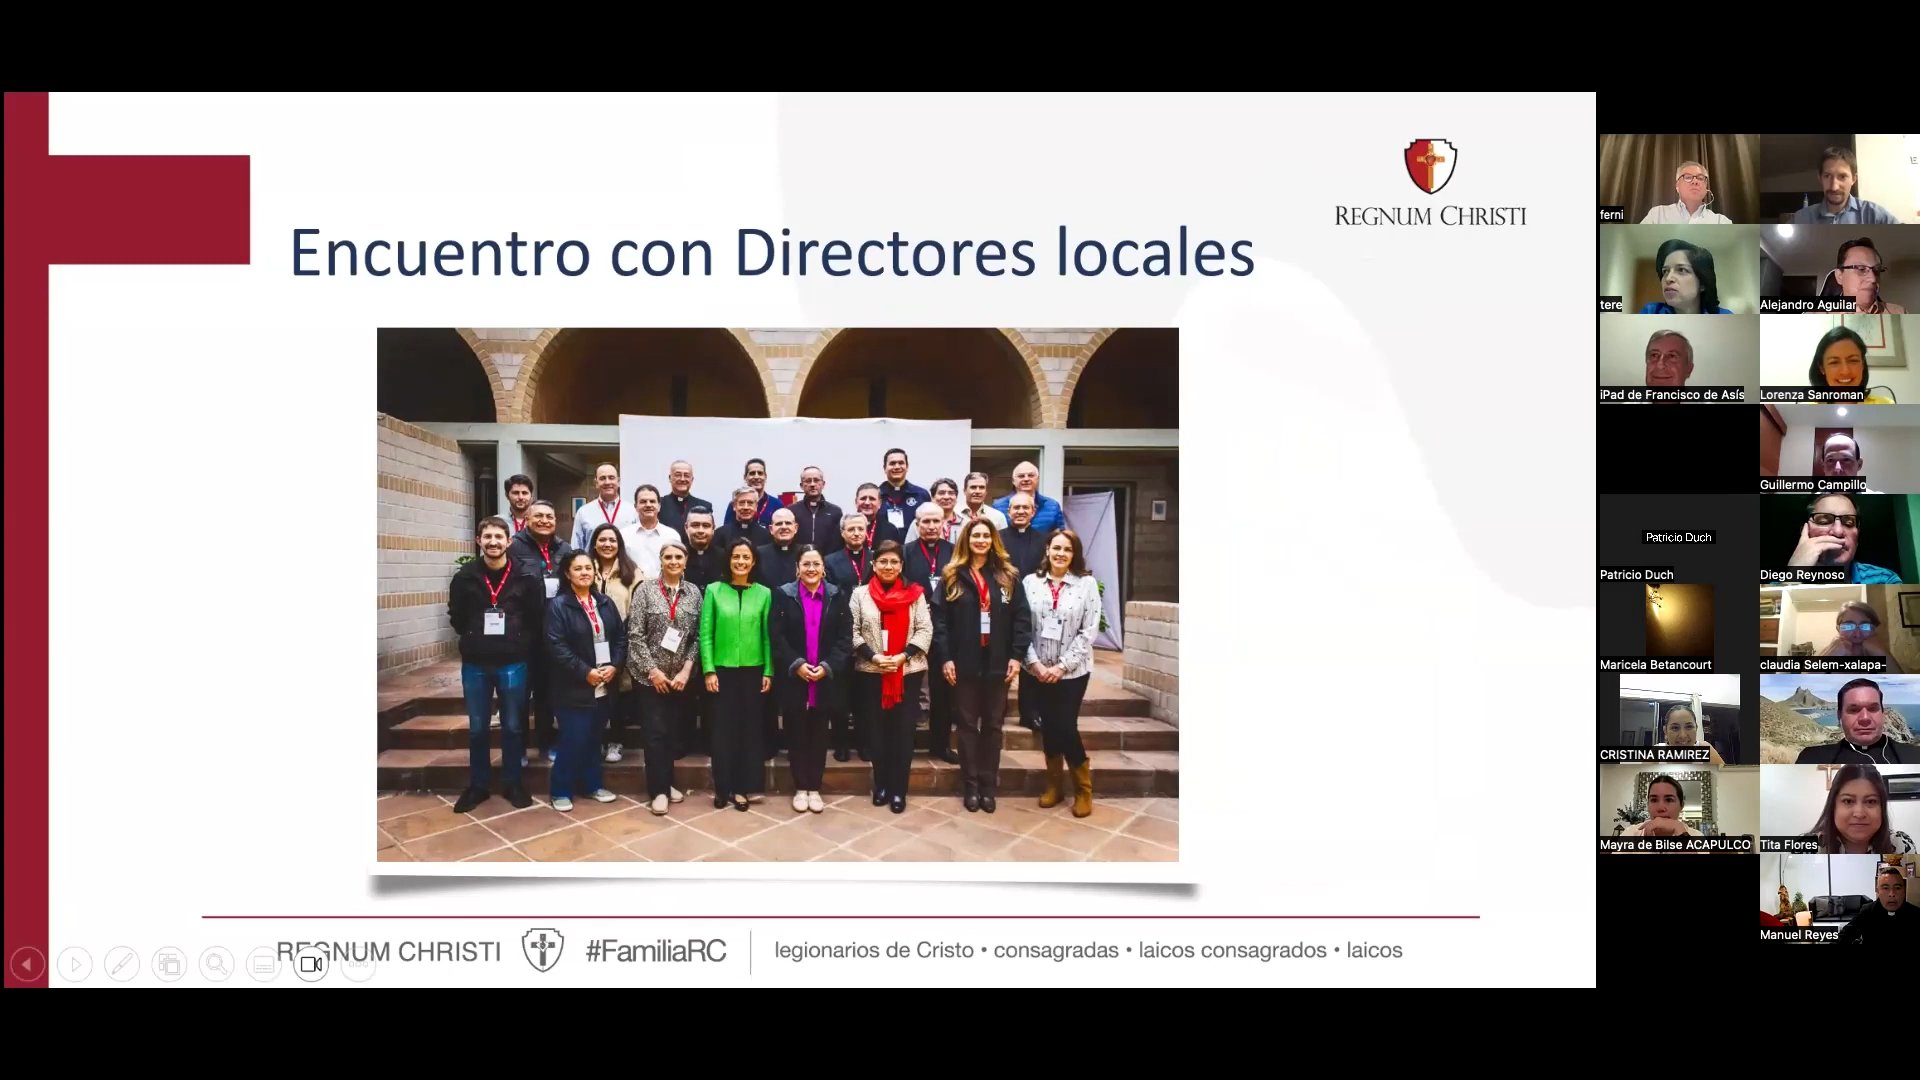 Encuentro con Directores locales
REGNUM CHRISTI
REGNUM CHRISTI
#FamiliaRC
legionarios de Cristo • consagradas • laicos consagrados • laicos
ferni
tere
Alejandro Aguilar
iPad de Francisco de Asís
Lorenza Sanroman
Guillermo Campillo
Patricio Duch
Patricio Duch
Diego Reynoso
Maricela Betancourt
claudia Selem-xalapa-
CRISTINA RAMIREZ
Mayra de Bilse ACAPULCO
Tita Flores
Manuel Reyes